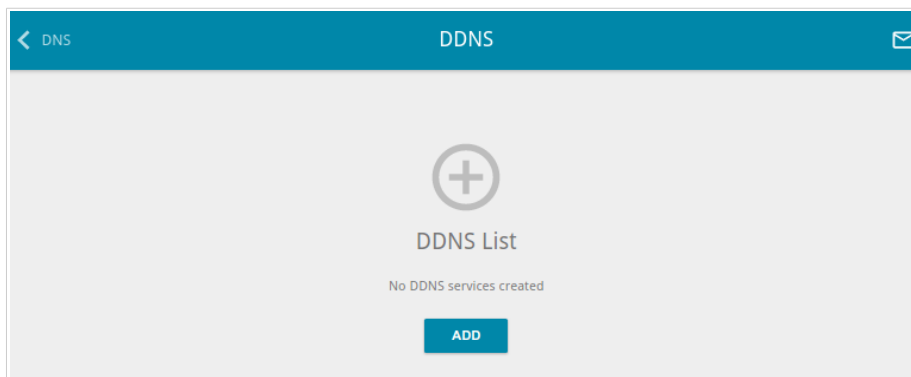 DNS
DDNS
DDNS List
No DDNS services created
ADD